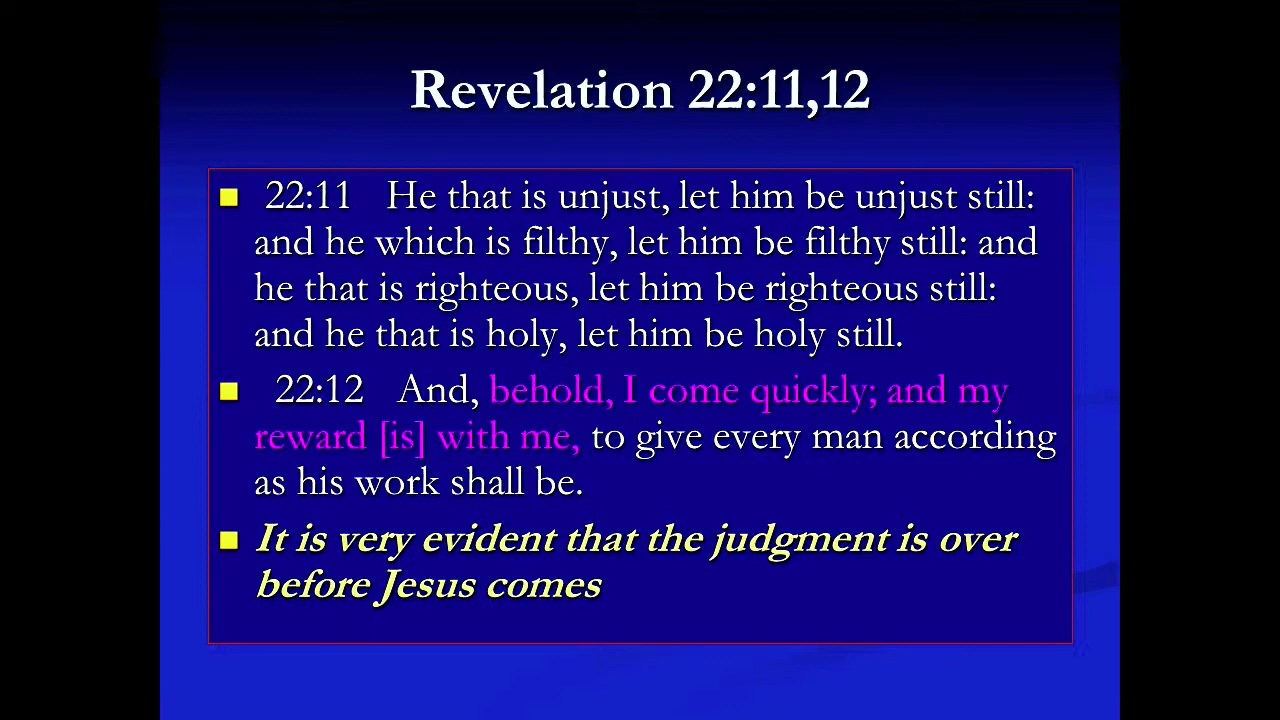 Revelation 22:11,12
22:11 He that is unjust, let him be unjust still:
and he which is filthy, let him be filthy still: and
he that is righteous, let him be righteous still:
and he that is holy, let him be holy still.
22:12 And, behold, I come quickly; and my
reward [is] with me, to give every man according
as his work shall be.
It is very evident that the judgment is over
before Jesus comes